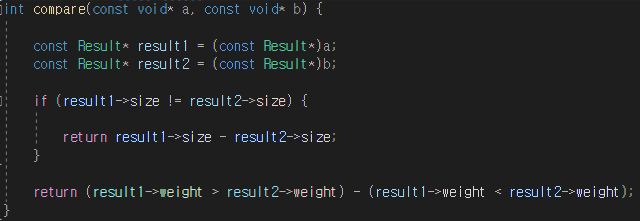 int compare(const void* a, const void* b) {
const Result* result1 = (const Result*)a;
const Result* result2 = (const Result*)b;
if (result1->size != result2->size) {
return result1->size - result2->size;
}
return (result1->weight > result2->weight) - (result1->weight < result2->weight);
}